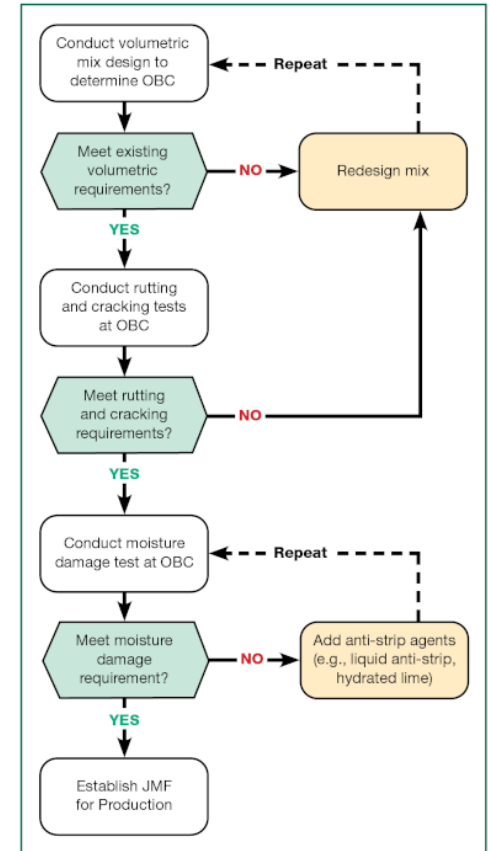 Conduct volumetric
mix design to
determine OBC
Repeat
Meet existing
volumetric
requirements?
NO
Redesign mix
YES
Conduct rutting
and cracking tests
at OBC
Meet rutting
and cracking
requirements?
NO
YES
Conduct moisture
damage test at OBC
Repeat
Meet moisture
damage
requirement?
NO
Add anti-strip agents
(e.g., liquid anti-strip,
hydrated lime)
YES
Establish JMF
for Production